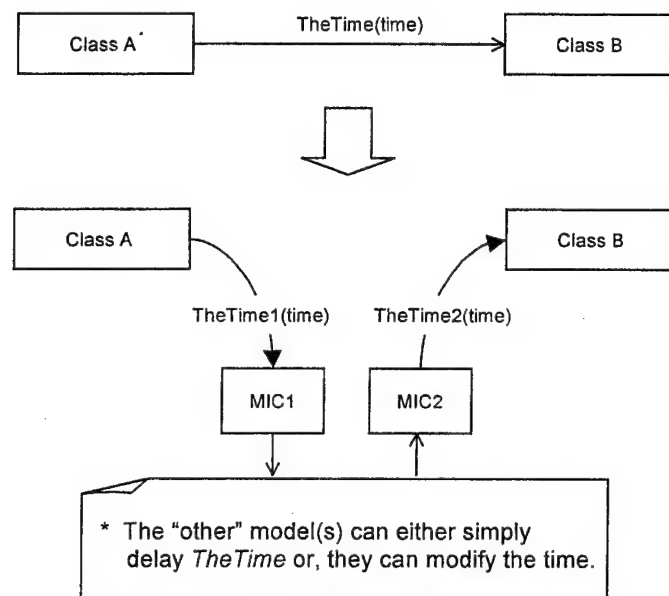 TheTime(time)
Class A
Class B
Class A
Class B
TheTime1(time)
TheTime2(time)
MIC1
MIC2
* The “other” model(s) can either simply
delay TheTime or, they can modify the time.